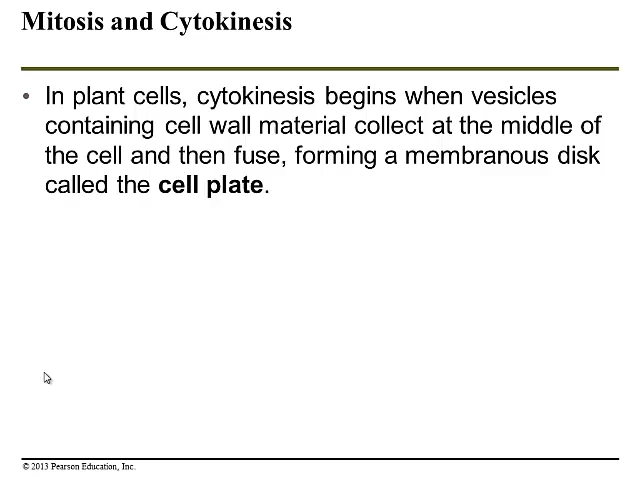 Mitosis and Cytokinesis
• In plant cells, cytokinesis begins when vesicles
containing cell wall material collect at the middle of
the cell and then fuse, forming a membranous disk
called the cell plate.
© 2013 Pearson Education, Inc.